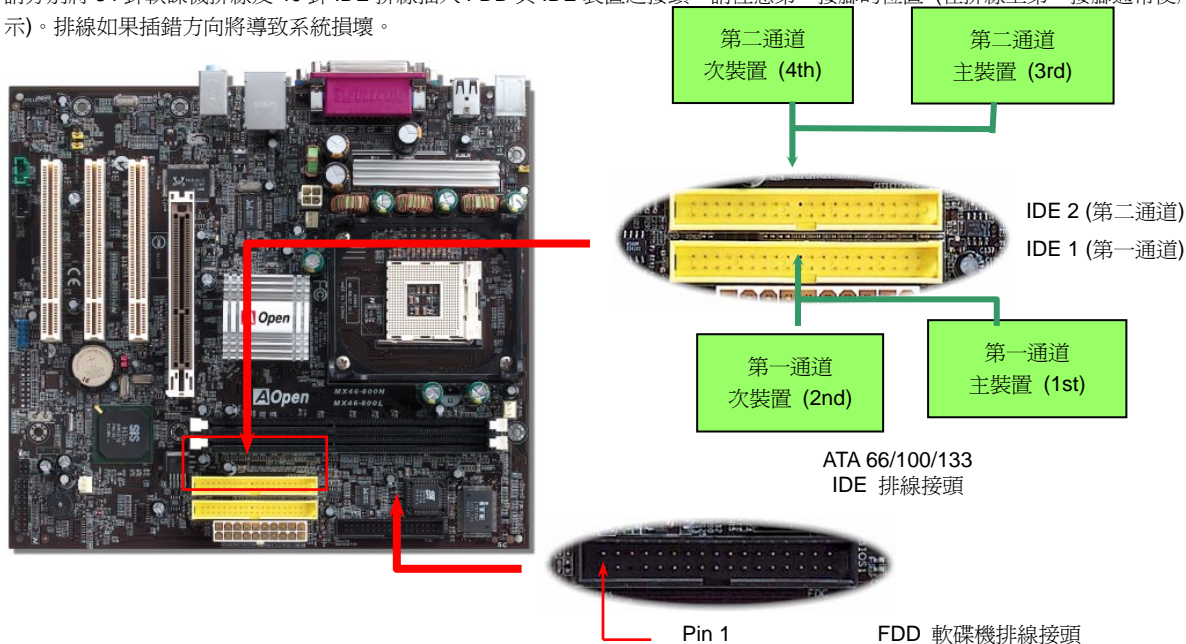 示)。排線如果插錯方向將導致系統損壞。
第二通道
次裝置 (4th)
第二通道
主裝置 (3rd)
IDE 2 (第二通道)
IDE 1 (第一通道)
第一通道
次裝置 (2nd)
第一通道
主裝置 (1st)
ATA 66/100/133
IDE 排線接頭
Open
AOpen
MX46-800H
MX46-800L
SiS
FDC
Pin 1
FDD 軟碟機排線接頭